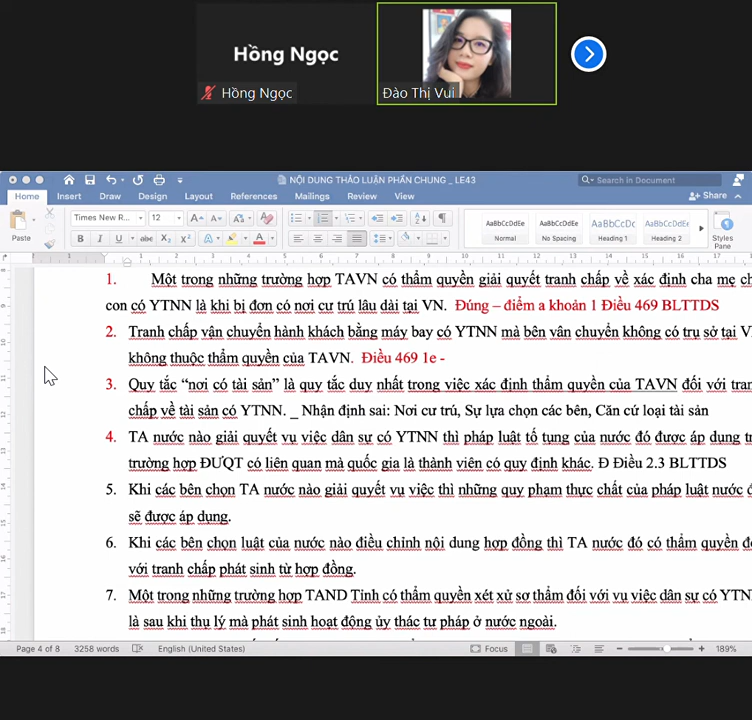 Hồng Ngọc
Hồng Ngọc
Đào Thị Vui
NỘI DUNG THẢO LUẬN PHẦN CHUNG _ LE43
Search in Document
Home Insert Draw Design Layout References Mailings Review View
Share
Times New R... 12
Paste
AaBbCcDdEe AaBbCcDdEe AaBbCcDc AaBbCcDdEe
Normal No Spacing Heading 1 Heading 2
Styles
Pane
1. Một trong những trường hợp TAVN có thẩm quyền giải quyết tranh chấp về xác định cha mẹ
con có YTNN là khi bị đơn có nơi cư trú lâu dài tại VN. Đúng – điểm a khoản 1 Điều 469 BLTTDS
2. Tranh chấp vận chuyển hành khách bằng máy bay có YTNN mà bên vân chuyển không có trụ sở tại
không thuộc thẩm quyền của TAVN. Điều 469 1e -
3. Quy tắc “nơi có tài sản” là quy tắc duy nhất trong việc xác định thẩm quyền của TAVN đối với
chấp về tài sản có YTNN. _ Nhận định sai: Nơi cư trú, Sự lựa chọn các bên, Căn cứ loại tài sản
4. TA nước nào giải quyết vụ việc dân sự có YTNN thì pháp luật tố tụng của nước đó được áp dụng
trường hợp ĐƯQT có liên quan mà quốc gia là thành viên có quy định khác. Đ Điều 2.3 BLTTDS
5. Khi các bên chọn TA nước nào giải quyết vụ việc thì những quy phạm thực chất của pháp luật nước
sẽ được áp dụng.
6. Khi các bên chọn luật của nước nào điều chỉnh nội dung hợp đồng thì TA nước đó có thẩm quyền
với tranh chấp phát sinh từ hợp đồng.
7. Một trong những trường hợp TAND Tỉnh có thẩm quyền xét xử sơ thẩm đối với vụ việc dân sự có
là sau khi thụ lý mà phát sinh hoạt động ủy thác tư pháp ở nước ngoài.
Page 4 of 8 3258 words English (United States) Focus 189%